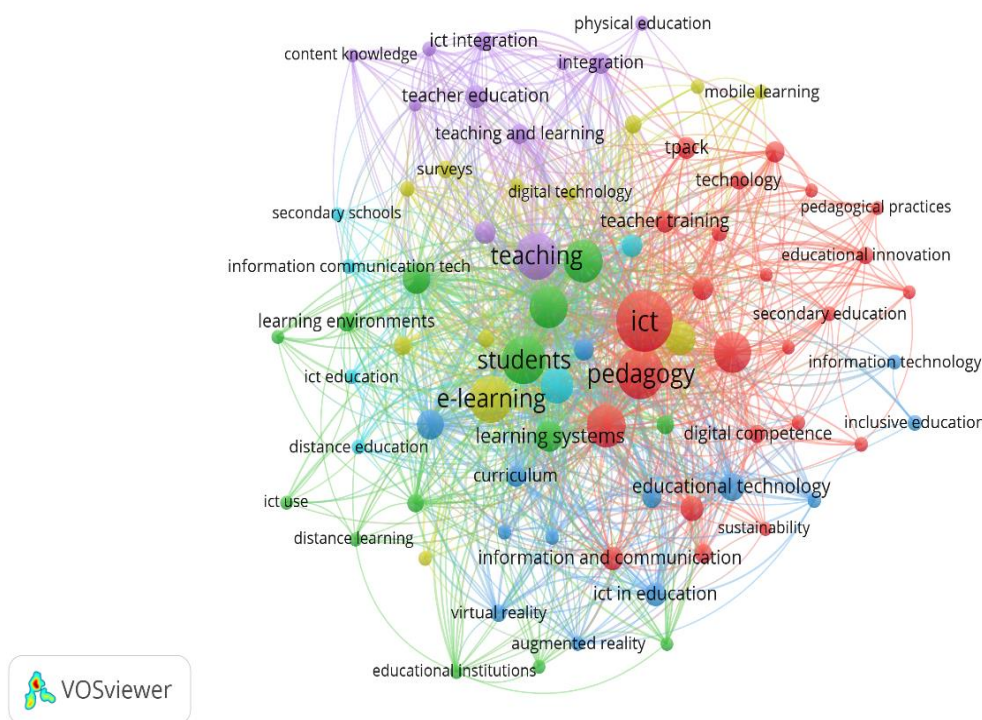 physical education
ict integration
content knowledge
integration
mobile learning
teacher education
teaching and learning
tpack
surveys
technology
digital technology
pedagogical practices
secondary schools
teacher training
teaching
educational innovation
information communication tech
secondary education
learning environments
ict
students
information technology
ict education
pedagogy
e-learning
inclusive education
learning systems
digital competence
distance education
curriculum
educational technology
ict use
sustainability
distance learning
information and communication
ict in education
virtual reality
augmented reality
educational institutions
VOSviewer